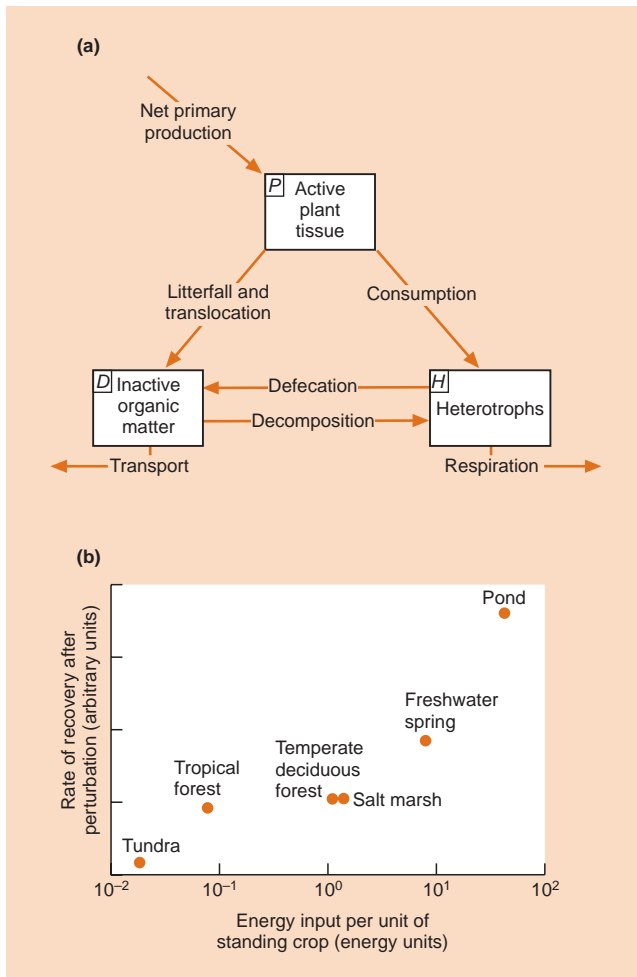 (a)
Net primary
production
P
Active
plant
tissue
Litterfall and
translocation
Consumption
D
Inactive
organic
matter
Defecation
Decomposition
H
Heterotrophs
Transport
Respiration
(b)
Rate of recovery after
perturbation (arbitrary units)
Pond
Freshwater
spring
Temperate
deciduous
forest
Salt marsh
Tropical
forest
Tundra
10⁻²
10⁻¹
10⁰
10¹
10²
Energy input per unit of
standing crop (energy units)